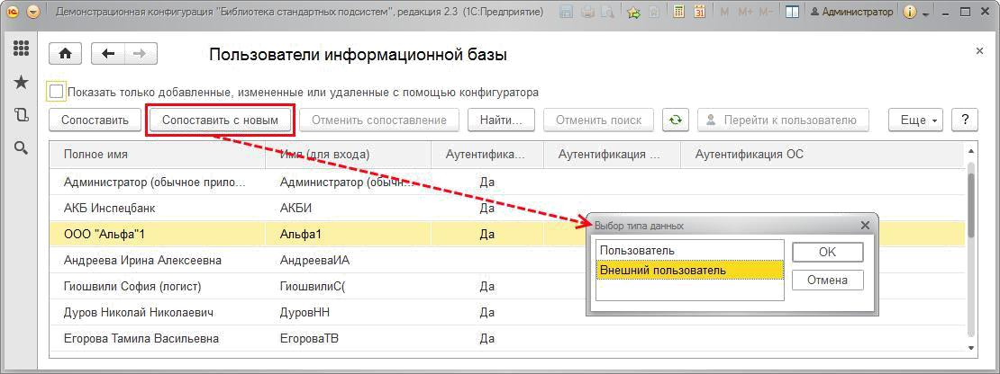 Демонстрационная конфигурация "Библиотека стандартных подсистем", редакция 2.3 (1С:Предприятие)
M M+ M- Администратор
Пользователи информационной базы
Показать только добавленные, измененные или удаленные с помощью конфигуратора
Сопоставить Сопоставить с новым Отменить сопоставление Найти... Отменить поиск Перейти к пользователю Еще ?
Полное имя Имя (для входа) Аутентифика... Аутентификация ... Аутентификация ОС
Администратор (обычное прило... Администратор (обычн... Да
АКБ Инспецбанк АКБИ Да
ООО "Альфа"1 Альфа1 Да
Выбор типа данных
Пользователь OK
Андреева Ирина Алексеевна АндрееваИА
Внешний пользователь
Гиошвили София (логист) ГиошвилиС( Да
Отмена
Дуров Николай Николаевич ДуровНН Да
Егорова Тамила Васильевна ЕгороваТВ Да